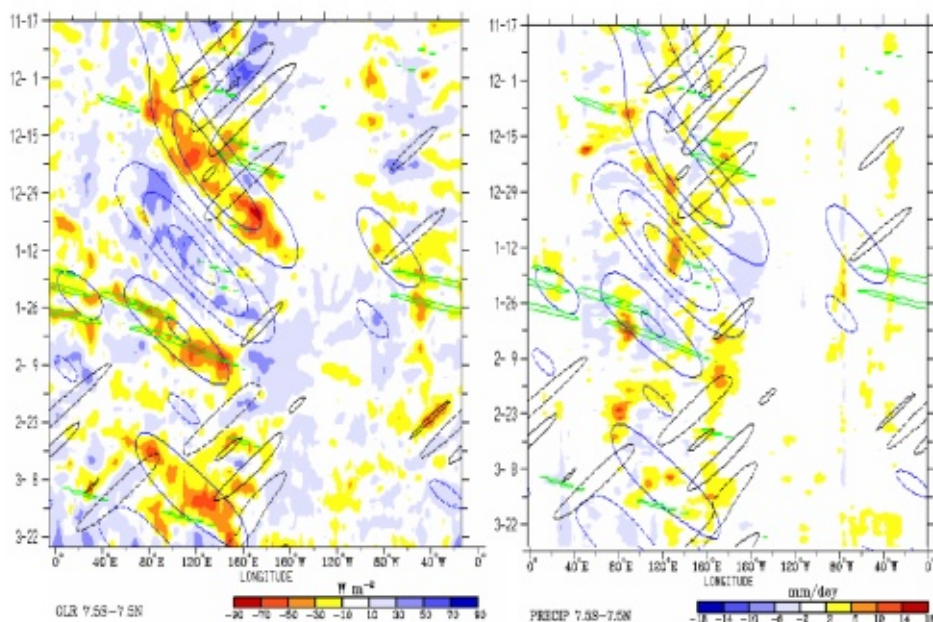 11-17
12- 1
12-15
12-29
1-12
1-26
2- 9
2-23
3- 8
3-22
0° 40°E 80°E 120°E 160°E 160°W 120°W 80°W 40°W 0°
LONGITUDE
W m⁻²
OLR 7.5S-7.5N
-90 -70 -50 -30 -10 10 30 50 70 90
11-17
12- 1
12-15
12-29
1-12
1-26
2- 9
2-23
3- 8
3-22
0° 40°E 80°E 120°E 160°E 160°W 120°W 80°W 40°W 0°
LONGITUDE
mm/day
PRECIP 7.5S-7.5N
-18 -14 -10 -6 -2 2 6 10 14 18